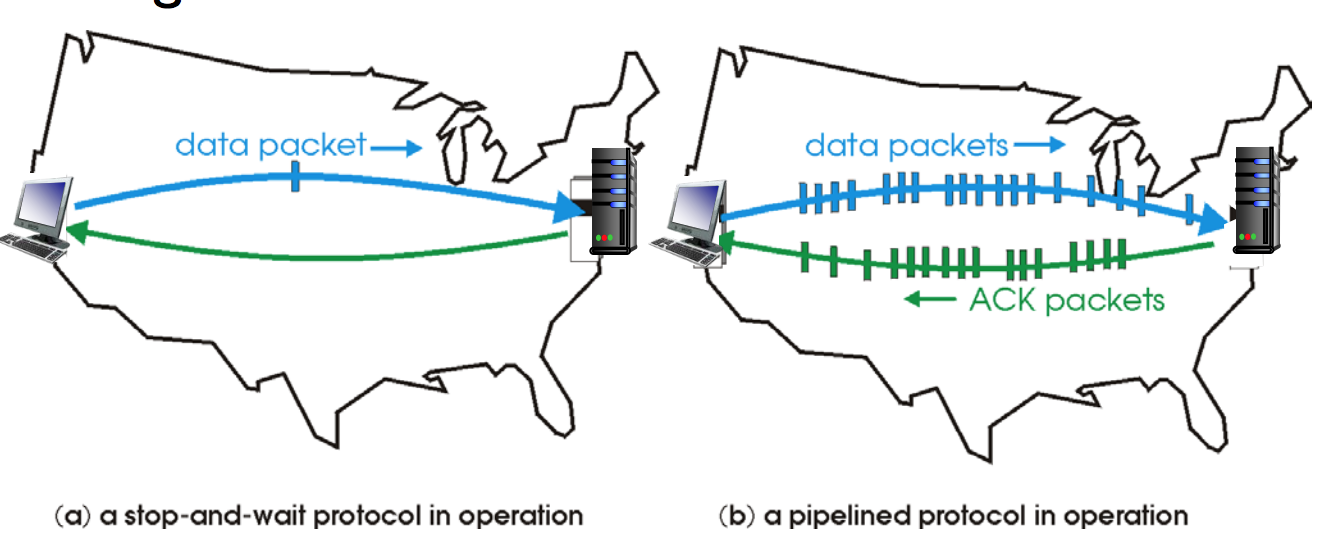 data packet
data packets
ACK packets
(a) a stop-and-wait protocol in operation
(b) a pipelined protocol in operation